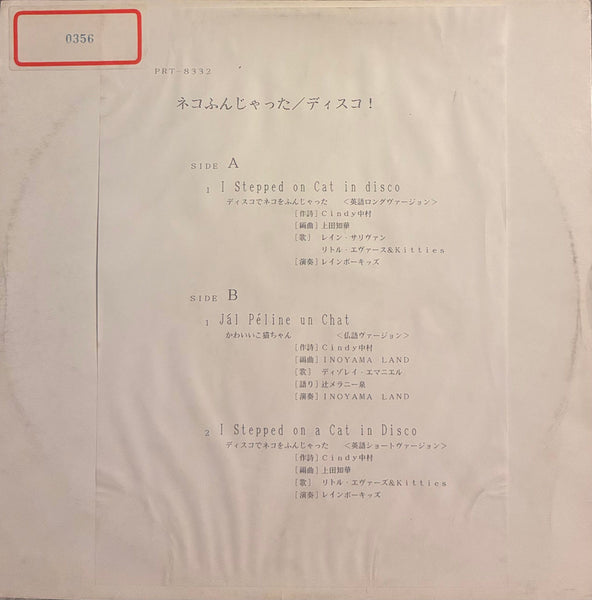 0356
PRT-8332
ネコふんじゃった／ディスコ！
SIDE A
1 I Stepped on Cat in disco
ディスコでネコをふんじゃった ＜英語ロングヴァージョン＞
[作詩] Ｃｉｎｄｙ中村
[編曲] 上田知華
[歌] レイン・サリヴァン
リトル・エヴァース&Ｋｉｔｔｉｅｓ
[演奏] レインボーキッズ
SIDE B
1 Jál Péline un Chat
かわいいこ猫ちゃん ＜仏語ヴァージョン＞
[作詩] Ｃｉｎｄｙ中村
[編曲] ＩＮＯＹＡＭＡ ＬＡＮＤ
[歌] ディゾレイ・エマニエル
[語り] 辻メラニー泉
[演奏] ＩＮＯＹＡＭＡ ＬＡＮＤ
2 I Stepped on a Cat in Disco
ディスコでネコをふんじゃった ＜英語ショートヴァージョン＞
[作詩] Ｃｉｎｄｙ中村
[編曲] 上田知華
[歌] リトル・エヴァーズ&Ｋｉｔｔｉｅｓ
[演奏] レインボーキッズ